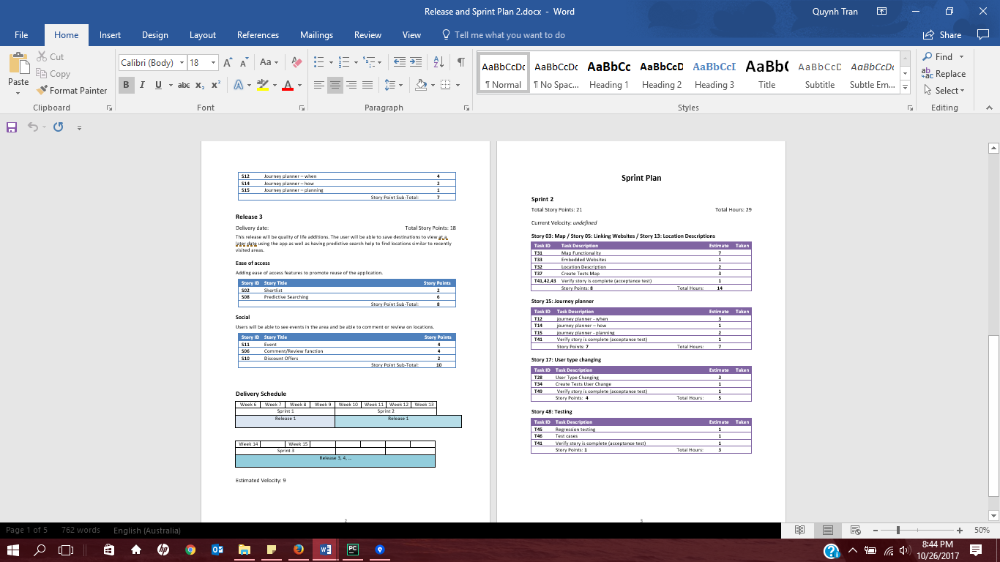 Release and Sprint Plan 2.docx - Word
Quynh Tran
File Home Insert Design Layout References Mailings Review View Tell me what you want to do Share
Paste
Cut
Copy
Format Painter
Clipboard
Calibri (Body) 18
Font
Paragraph
AaBbCcDc AaBbCcDc AaBbCc AaBbCcD AaBbCcI AaBbC AaBbCcD AaBbCcDc
¶ Normal ¶ No Spac... Heading 1 Heading 2 Heading 3 Title Subtitle Subtle Em...
Styles
Find
Replace
Select
Editing
S12 Journey planner – when 4
S14 Journey planner – how 2
S15 Journey planner – planning 1
Story Point Sub-Total: 7
Release 3
Delivery date: Total Story Points: 18
This release will be quality of life additions. The user will be able to save destinations to view at a
later date using the app as well as having predictive search help to find locations similar to recently
visited areas.
Ease of access
Adding ease of access features to promote reuse of the application.
Story ID Story Title Story Points
S02 Shortlist 2
S08 Predictive Searching 6
Story Point Sub-Total: 8
Social
Users will be able to see events in the area and be able to comment or review on locations.
Story ID Story Title Story Points
S11 Event 4
S06 Comment/Review function 4
S10 Discount Offers 2
Story Point Sub-Total: 10
Delivery Schedule
Week 6 Week 7 Week 8 Week 9 Week 10 Week 11 Week 12 Week 13
Sprint 1 Sprint 2
Release 1 Release 1
Week 14 Week 15
Sprint 3
Release 3, 4, ...
Estimated Velocity: 9
2
Sprint Plan
Sprint 2
Total Story Points: 21 Total Hours: 29
Current Velocity: undefined
Story 03: Map / Story 05: Linking Websites / Story 13: Location Descriptions
Task ID Task Description Estimate Taken
T31 Map Functionality 7
T33 Embedded Websites 1
T32 Location Description 2
T37 Create Tests Map 3
T41,42,43 Verify story is complete (acceptance test) 1
Story Points: 8 Total Hours: 14
Story 15: Journey planner
Task ID Task Description Estimate Taken
T12 journey planner - when 3
T14 journey planner – how 1
T15 journey planner - planning 2
T41 Verify story is complete (acceptance test) 1
Story Points: 7 Total Hours: 7
Story 17: User type changing
Task ID Task Description Estimate Taken
T28 User Type Changing 3
T34 Create Tests User Change 1
T49 Verify story is complete (acceptance test) 1
Story Points: 4 Total Hours: 5
Story 48: Testing
Task ID Task Description Estimate Taken
T45 Regression testing 1
T46 Test cases 1
T41 Verify story is complete (acceptance test) 1
Story Points: 1 Total Hours: 3
3
Page 1 of 5 762 words English (Australia)
50%
8:44 PM
10/26/2017